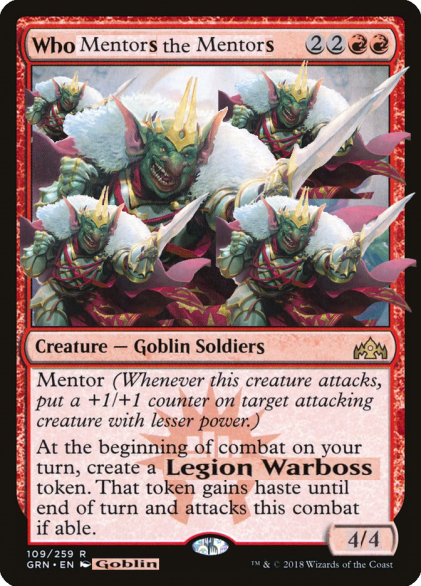 Who Mentors the Mentors 2 2
Creature — Goblin Soldiers
Mentor (Whenever this creature attacks,
put a +1/+1 counter on target attacking
creature with lesser power.)
At the beginning of combat on your
turn, create a Legion Warboss
token. That token gains haste until
end of turn and attacks this combat
if able.
4/4
109/259 R
GRN • EN Goblin
™ & © 2018 Wizards of the Coast